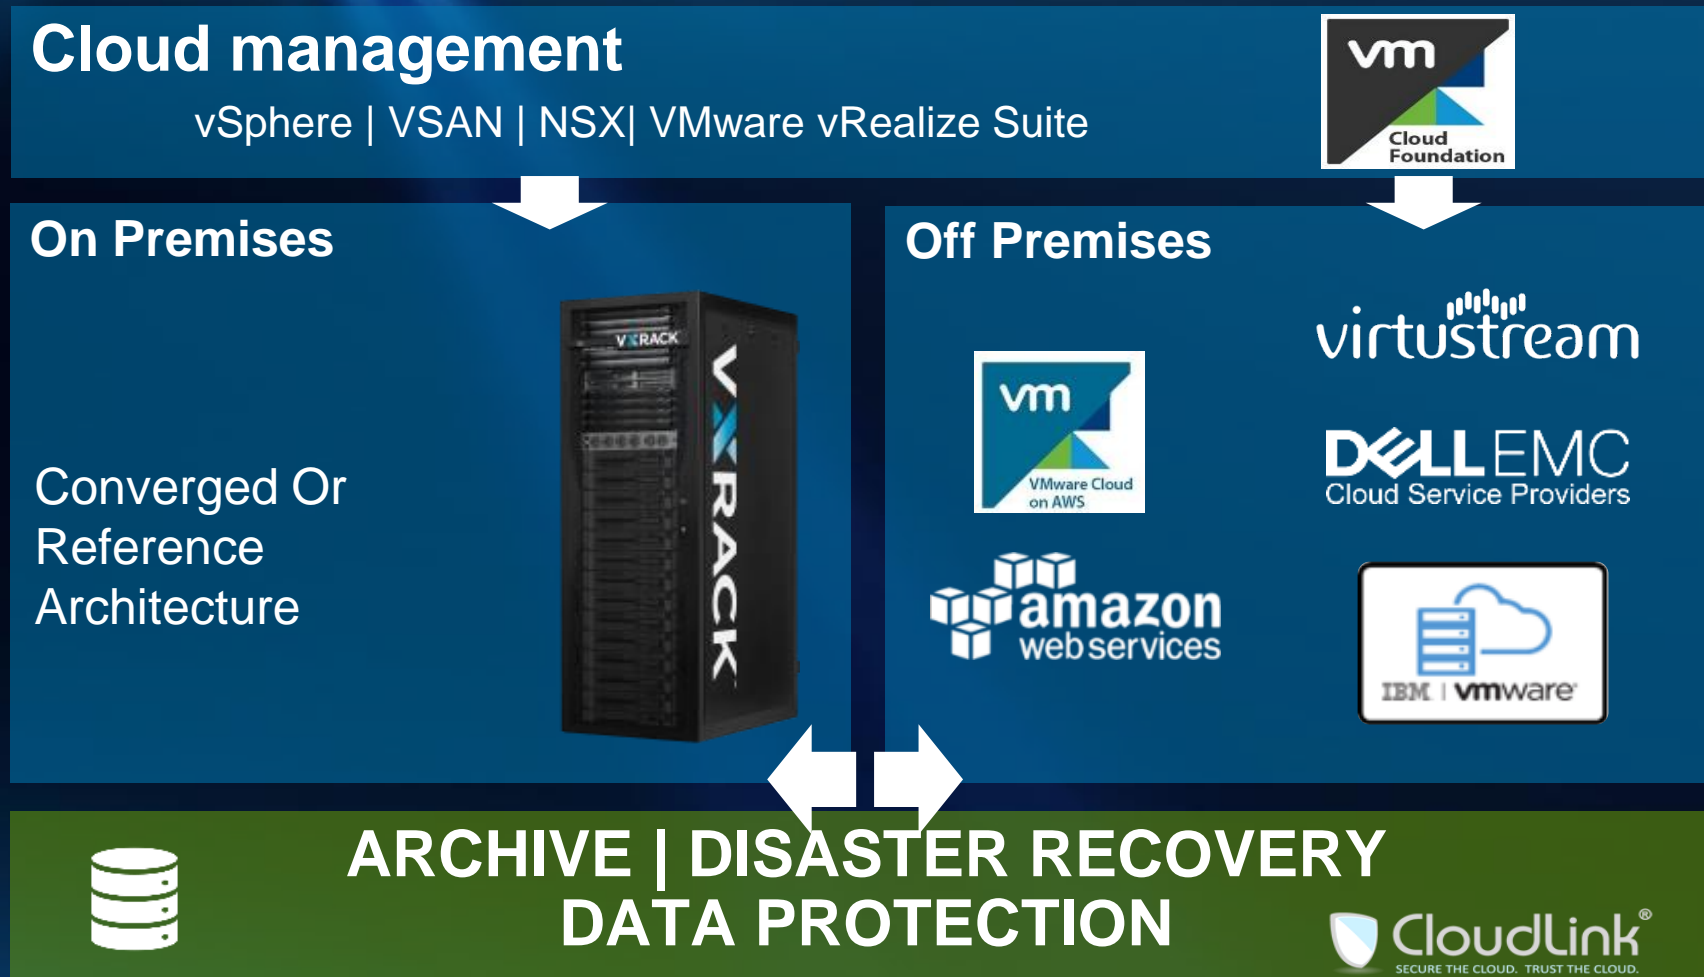 Cloud management
vSphere | VSAN | NSX| VMware vRealize Suite
vm
Cloud
Foundation
On Premises
Converged Or
Reference
Architecture
VXRACK
VXRACK
Off Premises
virtustream
vm
VMware Cloud
on AWS
DELLEMC
Cloud Service Providers
amazon
webservices
IBM | vmware
ARCHIVE | DISASTER RECOVERY
DATA PROTECTION
CloudLink®
SECURE THE CLOUD. TRUST THE CLOUD.